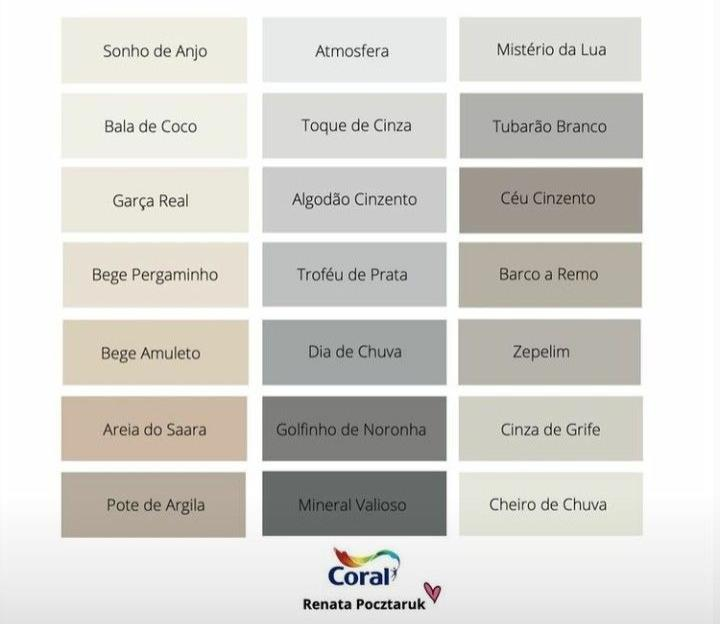 Sonho de Anjo
Atmosfera
Mistério da Lua
Bala de Coco
Toque de Cinza
Tubarão Branco
Garça Real
Algodão Cinzento
Céu Cinzento
Bege Pergaminho
Troféu de Prata
Barco a Remo
Bege Amuleto
Dia de Chuva
Zepelim
Areia do Saara
Golfinho de Noronha
Cinza de Grife
Pote de Argila
Mineral Valioso
Cheiro de Chuva
Coral
Renata Pocztaruk